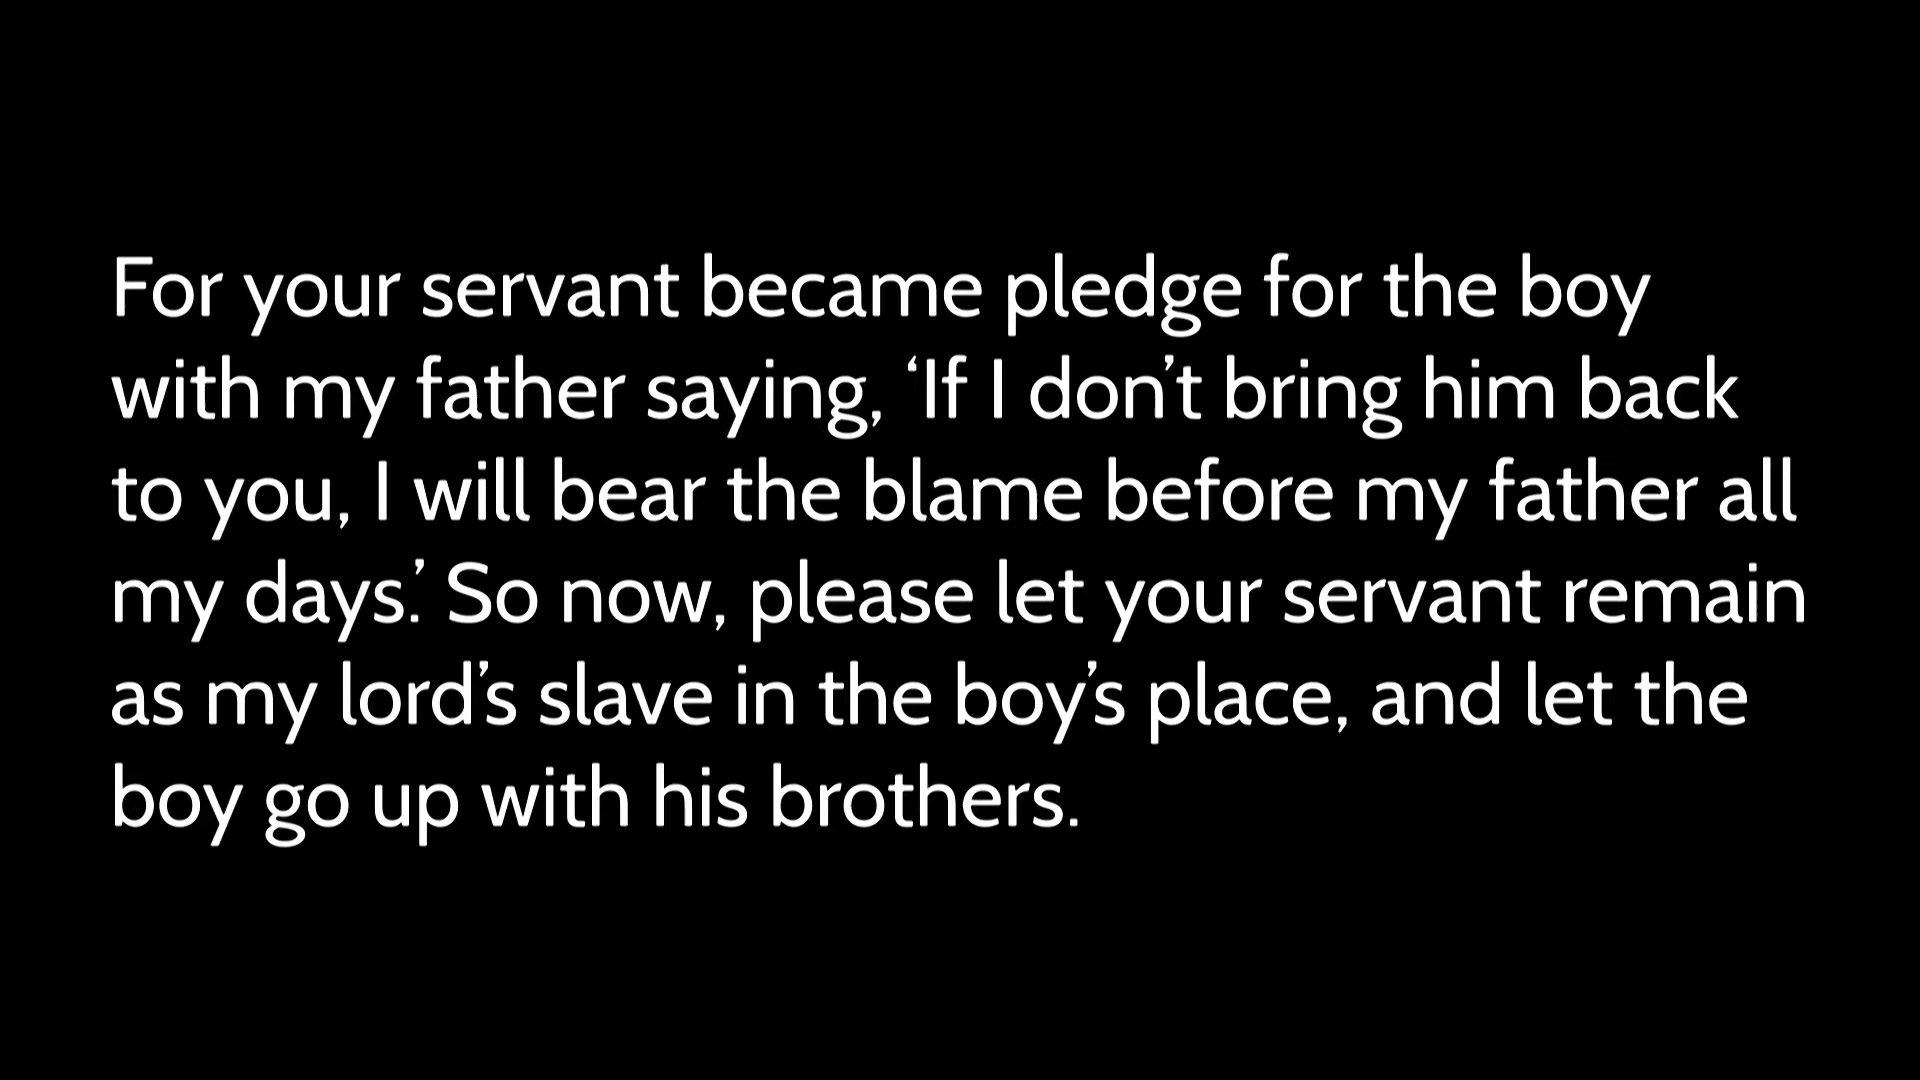 For your servant became pledge for the boy
with my father saying, ‘If I don’t bring him back
to you, I will bear the blame before my father all
my days.’ So now, please let your servant remain
as my lord’s slave in the boy’s place, and let the
boy go up with his brothers.